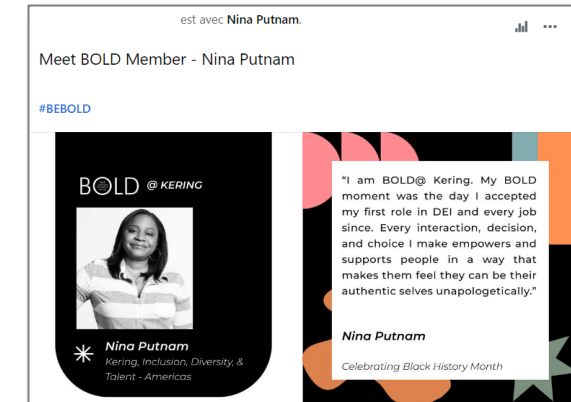 est avec Nina Putnam.
Meet BOLD Member - Nina Putnam
#BEBOLD
BOLD @ KERING
Nina Putnam
Kering, Inclusion, Diversity, &
Talent - Americas
"I am BOLD@ Kering. My BOLD
moment was the day I accepted
my first role in DEI and every job
since. Every interaction, decision,
and choice I make empowers and
supports people in a way that
makes them feel they can be their
authentic selves unapologetically."
Nina Putnam
Celebrating Black History Month